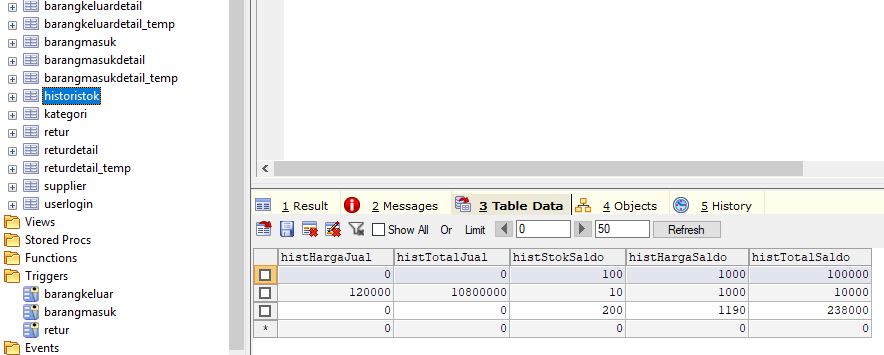 barangkeluardetail
barangkeluardetail_temp
barangmasuk
barangmasukdetail
barangmasukdetail_temp
historistok
kategori
retur
returdetail
returdetail_temp
supplier
userlogin
Views
Stored Procs
Functions
Triggers
barangkeluar
barangmasuk
retur
Events
1 Result 2 Messages 3 Table Data 4 Objects 5 History
Show All Or Limit 0 50 Refresh
histHargaJual histTotalJual histStokSaldo histHargaSaldo histTotalSaldo
0 0 100 1000 100000
120000 10800000 10 1000 10000
0 0 200 1190 238000
* 0 0 0 0 0